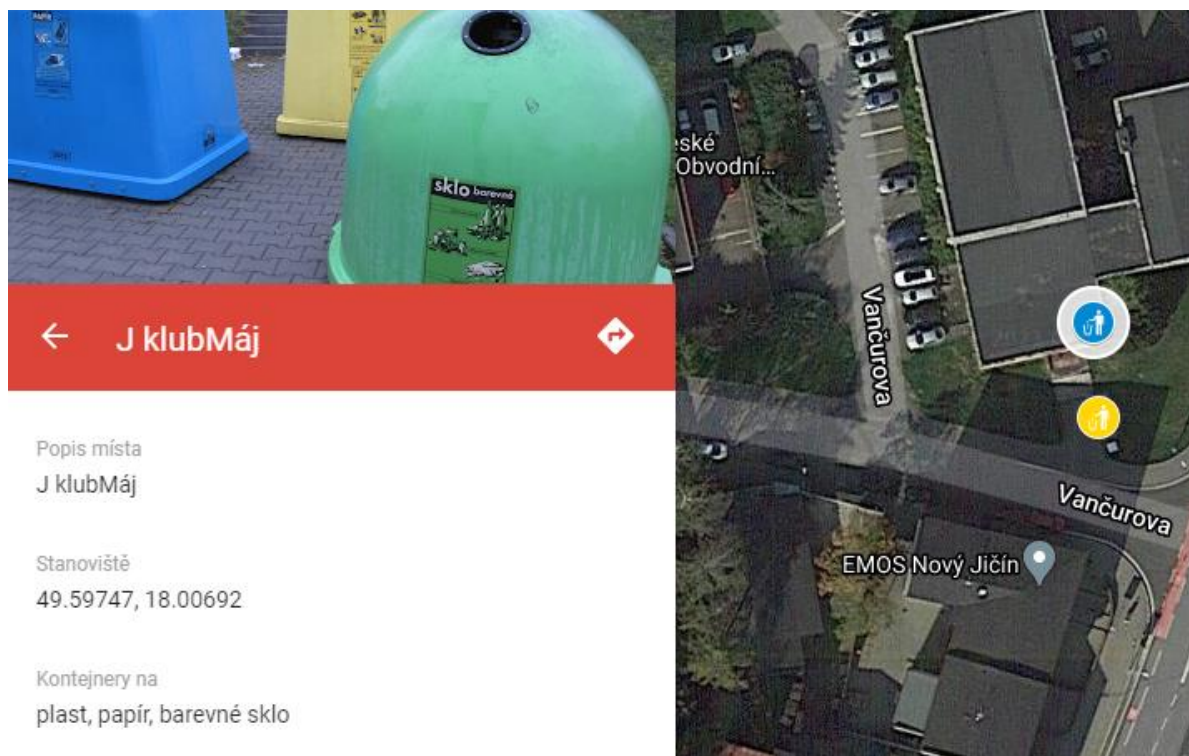 PAPÍR
sklo barevné
J klubMáj
Popis místa
J klubMáj
Stanoviště
49.59747, 18.00692
Kontejnery na
plast, papír, barevné sklo
eské
Obvodní...
Vančurova
Vančurova
EMOS Nový Jičín